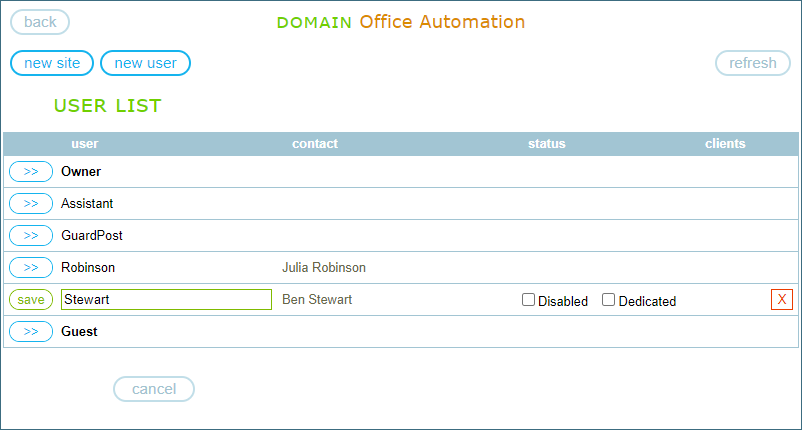 back
DOMAIN Office Automation
new site new user refresh
USER LIST
user contact status clients
>> Owner
>> Assistant
>> GuardPost
>> Robinson Julia Robinson
save Stewart Ben Stewart Disabled Dedicated X
>> Guest
cancel